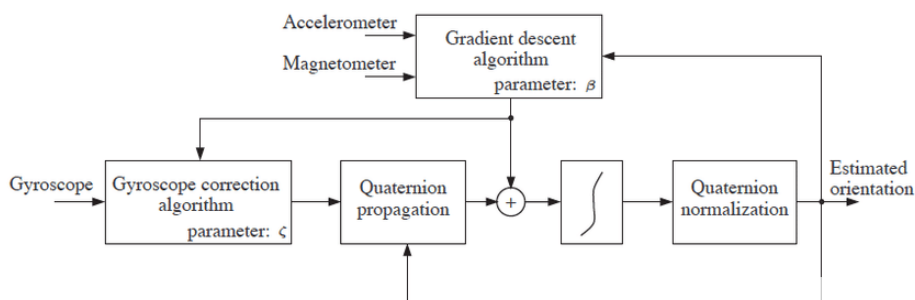 Accelerometer
Magnetometer
Gradient descent
algorithm
parameter: β
Gyroscope
Gyroscope correction
algorithm
parameter: ς
Quaternion
propagation
+
∫
Quaternion
normalization
Estimated
orientation